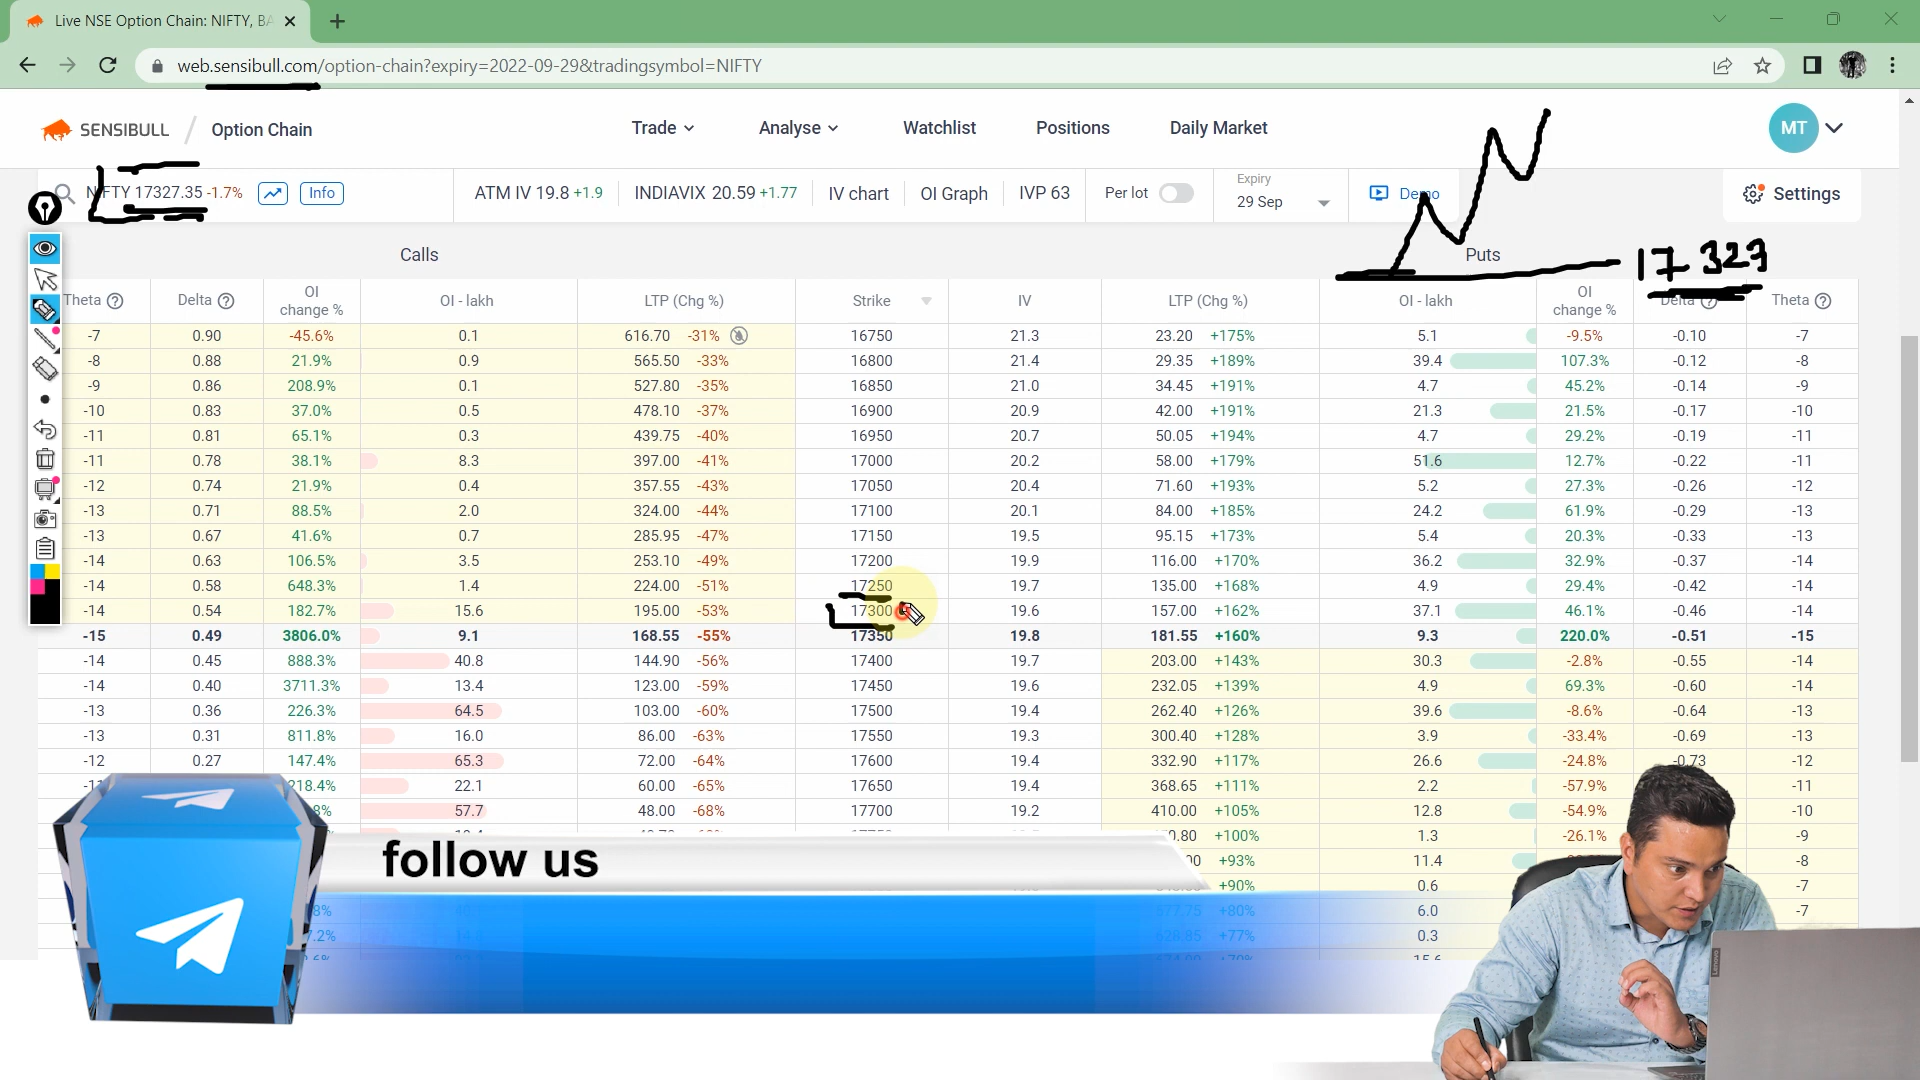 Live NSE Option Chain: NIFTY, BA
web.sensibull.com/option-chain?expiry=2022-09-29&tradingsymbol=NIFTY
SENSIBULL / Option Chain Trade Analyse Watchlist Positions Daily Market MT
NIFTY 17327.35 -1.7% Info ATM IV 19.8 +1.9 INDIAVIX 20.59 +1.77 IV chart OI Graph IVP 63 Per lot Expiry 29 Sep Demo Settings
Calls Puts 17 327
Theta Delta OI change % OI - lakh LTP (Chg %) Strike IV LTP (Chg %) OI - lakh OI change % Delta Theta
-7 0.90 -45.6% 0.1 616.70 -31% 16750 21.3 23.20 +175% 5.1 -9.5% -0.10 -7
-8 0.88 21.9% 0.9 565.50 -33% 16800 21.4 29.35 +189% 39.4 107.3% -0.12 -8
-9 0.86 208.9% 0.1 527.80 -35% 16850 21.0 34.45 +191% 4.7 45.2% -0.14 -9
-10 0.83 37.0% 0.5 478.10 -37% 16900 20.9 42.00 +191% 21.3 21.5% -0.17 -10
-11 0.81 65.1% 0.3 439.75 -40% 16950 20.7 50.05 +194% 4.7 29.2% -0.19 -11
-11 0.78 38.1% 8.3 397.00 -41% 17000 20.2 58.00 +179% 51.6 12.7% -0.22 -11
-12 0.74 21.9% 0.4 357.55 -43% 17050 20.4 71.60 +193% 5.2 27.3% -0.26 -12
-13 0.71 88.5% 2.0 324.00 -44% 17100 20.1 84.00 +185% 24.2 61.9% -0.29 -13
-13 0.67 41.6% 0.7 285.95 -47% 17150 19.5 95.15 +173% 5.4 20.3% -0.33 -13
-14 0.63 106.5% 3.5 253.10 -49% 17200 19.9 116.00 +170% 36.2 32.9% -0.37 -14
-14 0.58 648.3% 1.4 224.00 -51% 17250 19.7 135.00 +168% 4.9 29.4% -0.42 -14
-14 0.54 182.7% 15.6 195.00 -53% 17300 19.6 157.00 +162% 37.1 46.1% -0.46 -14
-15 0.49 3806.0% 9.1 168.55 -55% 17350 19.8 181.55 +160% 9.3 220.0% -0.51 -15
-14 0.45 888.3% 40.8 144.90 -56% 17400 19.7 203.00 +143% 30.3 -2.8% -0.55 -14
-14 0.40 3711.3% 13.4 123.00 -59% 17450 19.6 232.05 +139% 4.9 69.3% -0.60 -14
-13 0.36 226.3% 64.5 103.00 -60% 17500 19.4 262.40 +126% 39.6 -8.6% -0.64 -13
-13 0.31 811.8% 16.0 86.00 -63% 17550 19.3 300.40 +128% 3.9 -33.4% -0.69 -13
-12 0.27 147.4% 65.3 72.00 -64% 17600 19.4 332.90 +117% 26.6 -24.8% -0.73 -12
22.1 60.00 -65% 17650 19.4 368.65 +111% 2.2 -57.9% -11
57.7 48.00 -68% 17700 19.2 410.00 +105% 12.8 -54.9% -10
+100% 1.3 -26.1% -9
follow us +93% 11.4 -8
+90% 0.6 -7
+80% 6.0 -7
+77% 0.3
Lenovo